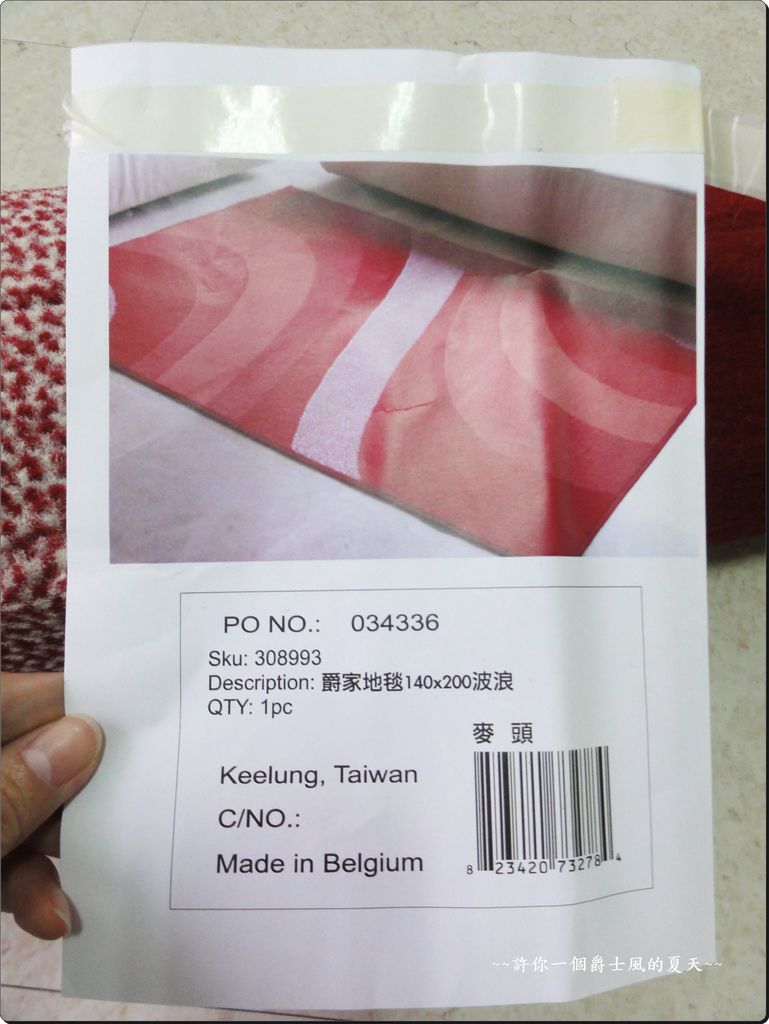 PO NO.: 034336
Sku: 308993
Description: 爵家地毯140x200波浪
QTY: 1pc
麥 頭
Keelung, Taiwan
C/NO.:
Made in Belgium
8 23420 73278 4
~~許你一個爵士風的夏天~~